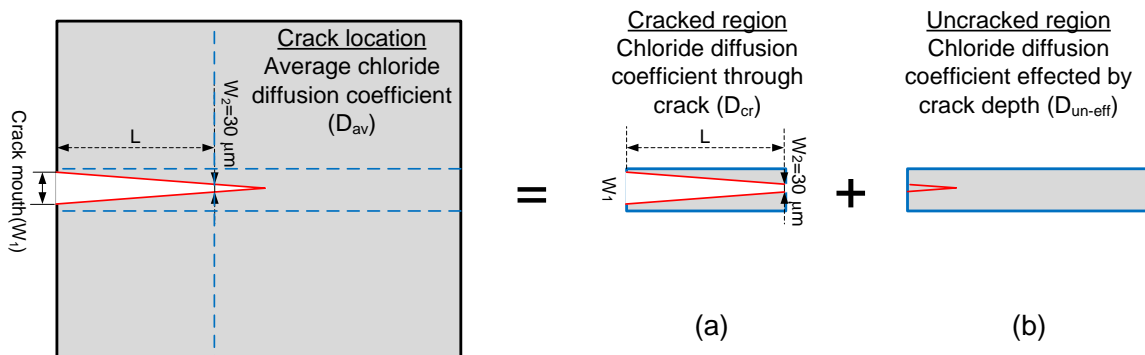 Crack location
Average chloride
diffusion coefficient
(Dav)
W2=30 μm
L
Crack mouth(W1)
=
Cracked region
Chloride diffusion
coefficient through
crack (Dcr)
L
W1
W2=30 μm
(a)
+
Uncracked region
Chloride diffusion
coefficient effected by
crack depth (Dun-eff)
(b)